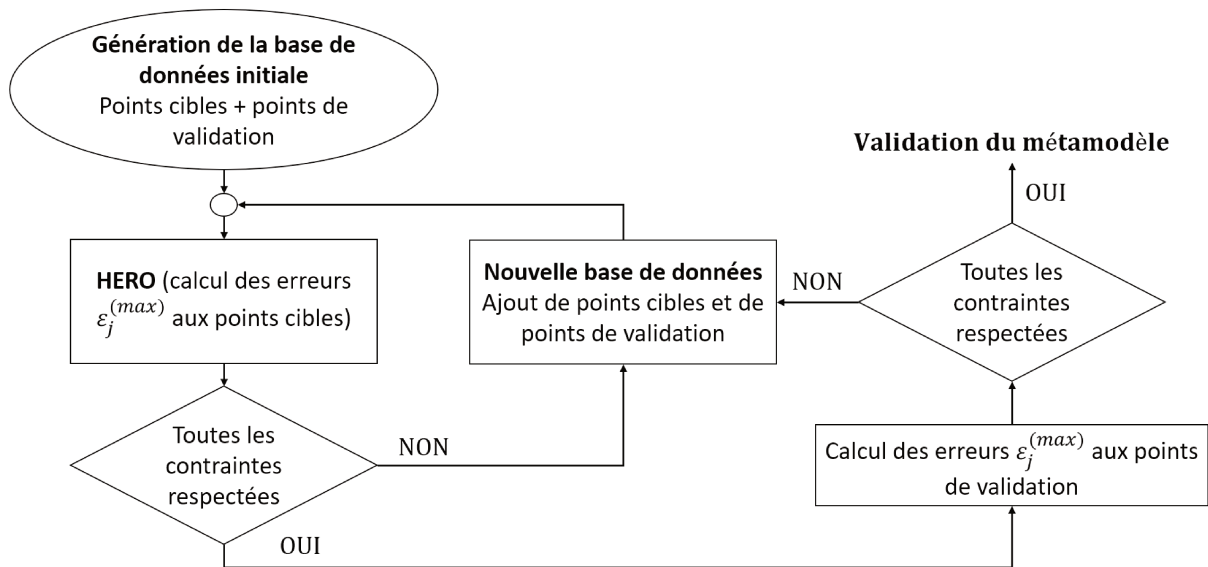 Génération de la base de
données initiale
Points cibles + points de
validation
HERO (calcul des erreurs
ε_j^(max) aux points cibles)
Toutes les
contraintes
respectées
NON
OUI
Nouvelle base de données
Ajout de points cibles et de
points de validation
Calcul des erreurs ε_j^(max) aux points
de validation
Toutes les
contraintes
respectées
NON
OUI
Validation du métamodèle